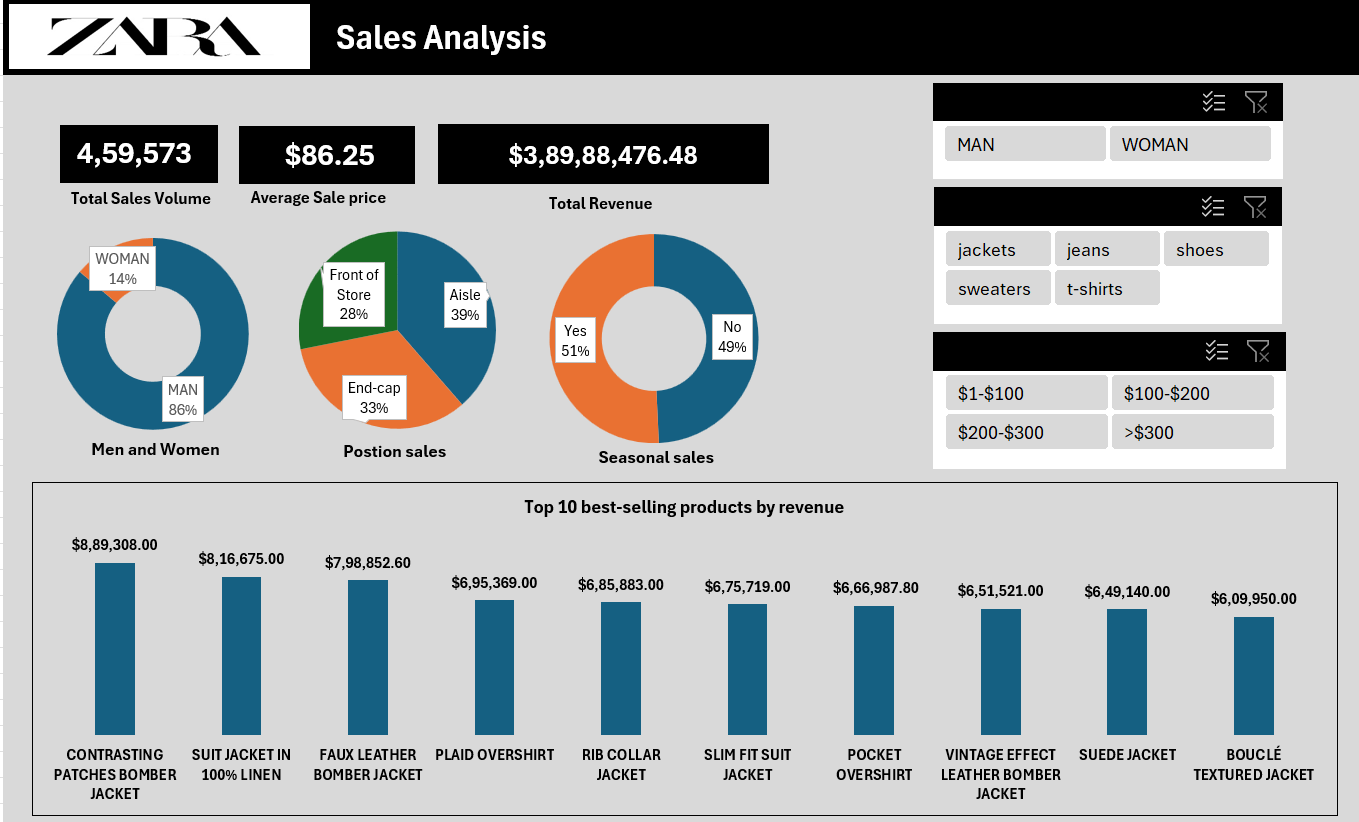 ZARA
Sales Analysis
4,59,573
Total Sales Volume
$86.25
Average Sale price
$3,89,88,476.48
Total Revenue
MAN
WOMAN
jackets
jeans
shoes
sweaters
t-shirts
$1-$100
$100-$200
$200-$300
>$300
WOMAN
14%
MAN
86%
Men and Women
Front of
Store
28%
Aisle
39%
End-cap
33%
Postion sales
Yes
51%
No
49%
Seasonal sales
Top 10 best-selling products by revenue
$8,89,308.00
$8,16,675.00
$7,98,852.60
$6,95,369.00
$6,85,883.00
$6,75,719.00
$6,66,987.80
$6,51,521.00
$6,49,140.00
$6,09,950.00
CONTRASTING
PATCHES BOMBER
JACKET
SUIT JACKET IN
100% LINEN
FAUX LEATHER
BOMBER JACKET
PLAID OVERSHIRT
RIB COLLAR
JACKET
SLIM FIT SUIT
JACKET
POCKET
OVERSHIRT
VINTAGE EFFECT
LEATHER BOMBER
JACKET
SUEDE JACKET
BOUCLÉ
TEXTURED JACKET